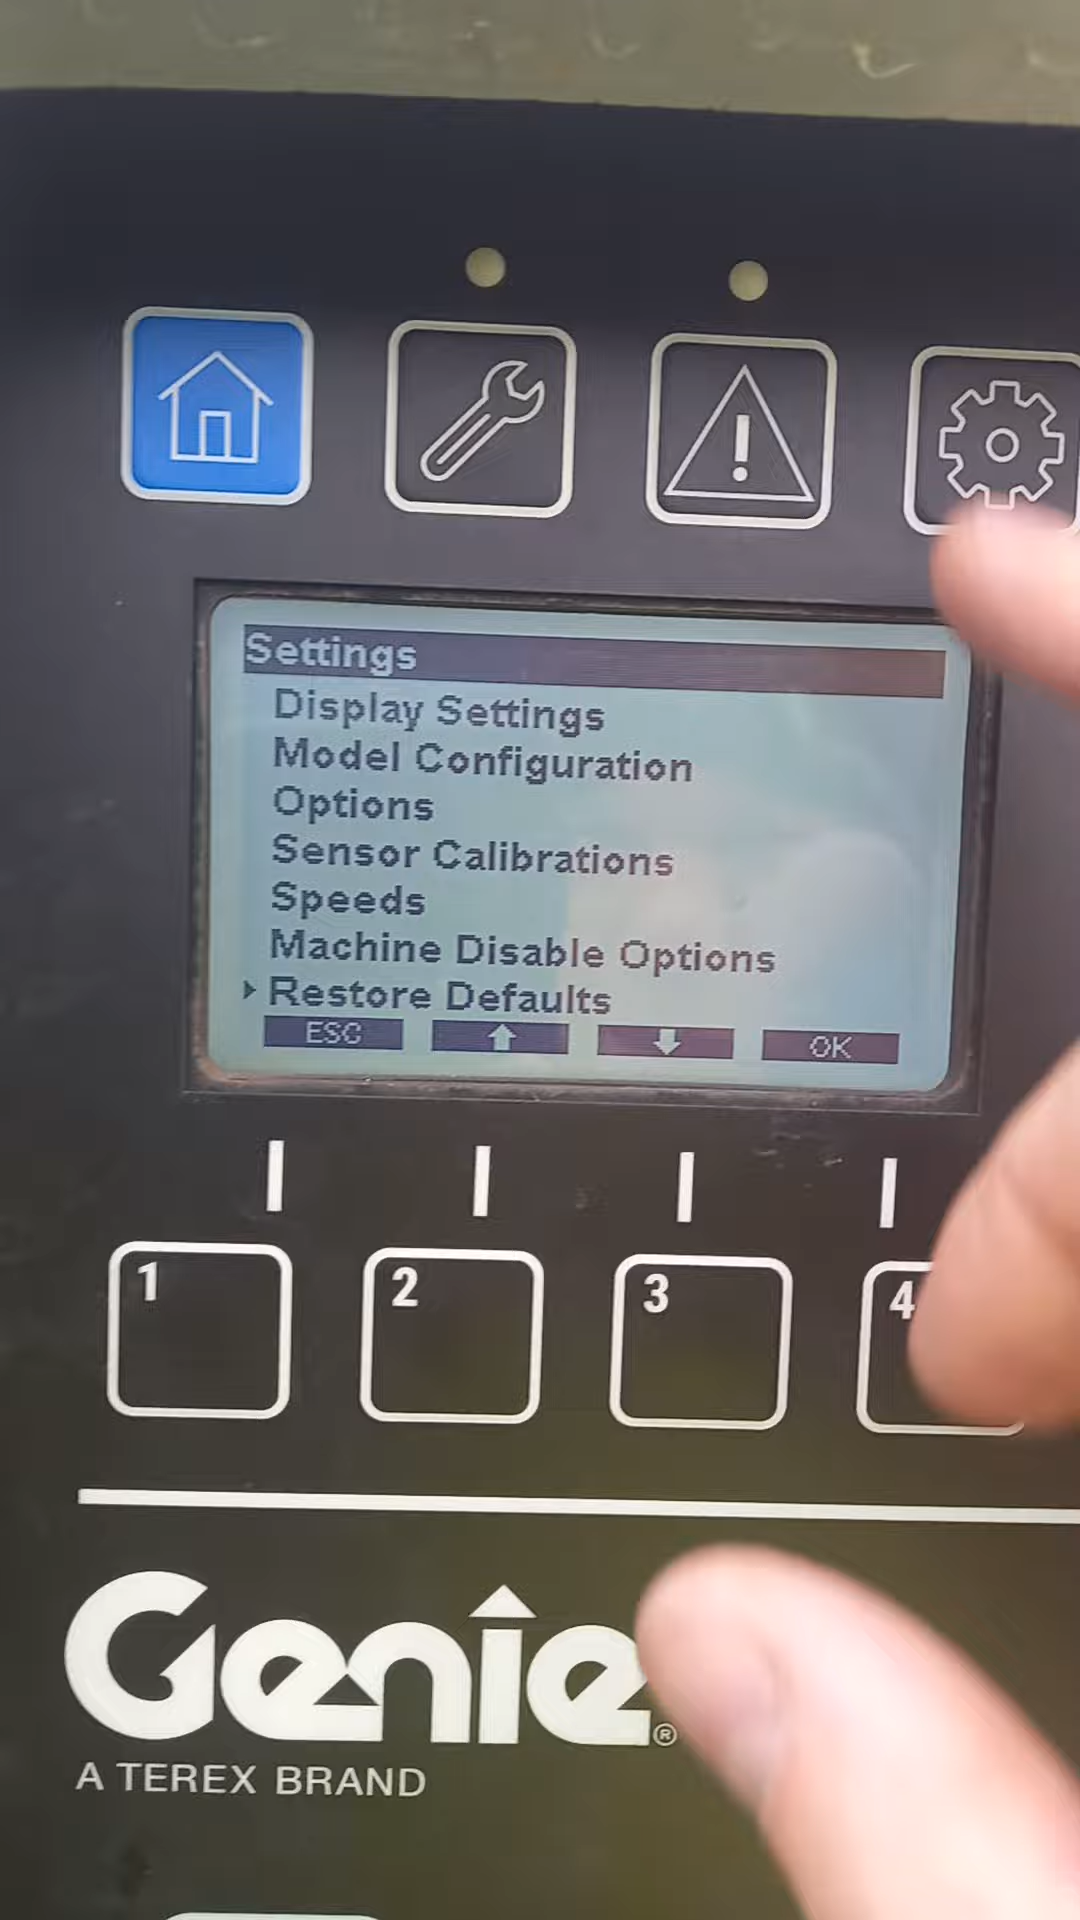 Settings
Display Settings
Model Configuration
Options
Sensor Calibrations
Speeds
Machine Disable Options
Restore Defaults
ESC OK
1 2 3 4
Genie®
A TEREX BRAND